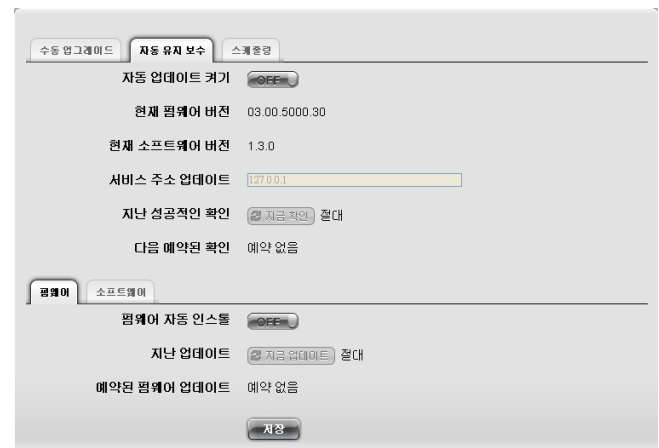 수동 업그레이드 자동 유지 보수 스케줄링
자동 업데이트 켜기 OFF
현재 펌웨어 버전 03.00.5000.30
현재 소프트웨어 버전 1.3.0
서비스 주소 업데이트 127.0.0.1
지난 성공적인 확인 지금 확인 절대
다음 예약된 확인 예약 없음
펌웨어 소프트웨어
펌웨어 자동 인스톨 OFF
지난 업데이트 지금 업데이트 절대
예약된 펌웨어 업데이트 예약 없음
저장